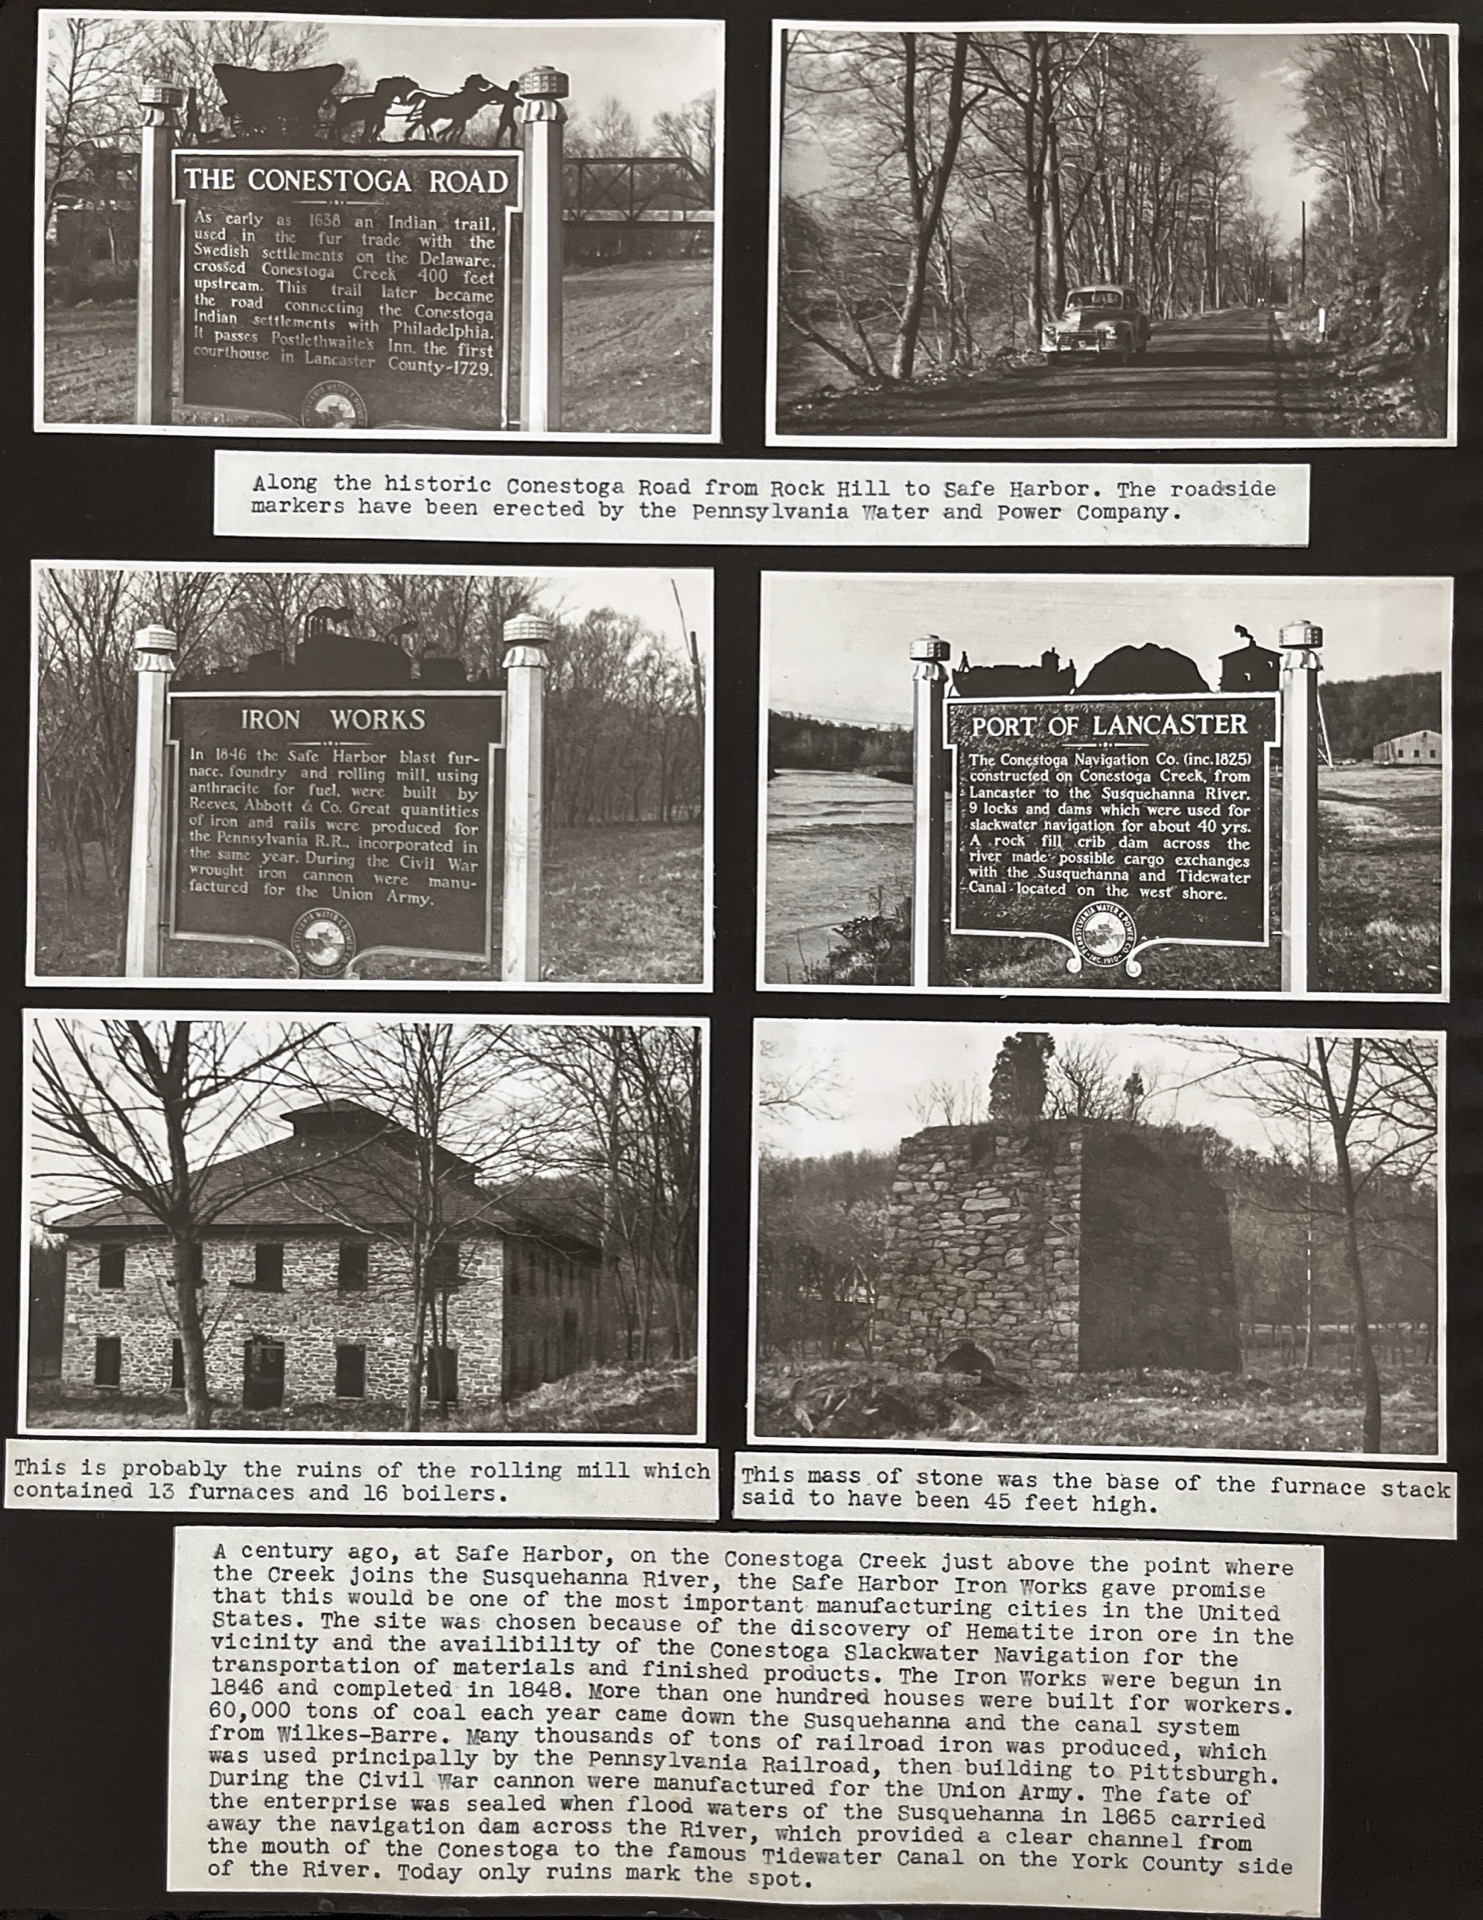 THE CONESTOGA ROAD
As early as 1638 an Indian trail,
used in the fur trade with the
Swedish settlements on the Delaware,
crossed Conestoga Creek 400 feet
upstream. This trail later became
the road connecting the Conestoga
Indian settlements with Philadelphia.
It passes Postlethwaite's Inn, the first
courthouse in Lancaster County-1729.
Along the historic Conestoga Road from Rock Hill to Safe Harbor. The roadside
markers have been erected by the Pennsylvania Water and Power Company.
IRON WORKS
In 1846 the Safe Harbor blast fur-
nace, foundry and rolling mill, using
anthracite for fuel, were built by
Reeves, Abbott & Co. Great quantities
of iron and rails were produced for
the Pennsylvania R.R., incorporated in
the same year. During the Civil War
wrought iron cannon were manu-
factured for the Union Army.
PORT OF LANCASTER
The Conestoga Navigation Co. (inc.1825)
constructed on Conestoga Creek, from
Lancaster to the Susquehanna River,
9 locks and dams which were used for
slackwater navigation for about 40 yrs.
A rock fill crib dam across the
river made possible cargo exchanges
with the Susquehanna and Tidewater
Canal located on the west shore.
PENNSYLVANIA WATER & POWER CO.
INC. 1910
This is probably the ruins of the rolling mill which
contained 13 furnaces and 16 boilers.
This mass of stone was the base of the furnace stack
said to have been 45 feet high.
A century ago, at Safe Harbor, on the Conestoga Creek just above the point where
the Creek joins the Susquehanna River, the Safe Harbor Iron Works gave promise
that this would be one of the most important manufacturing cities in the United
States. The site was chosen because of the discovery of Hematite iron ore in the
vicinity and the availibility of the Conestoga Slackwater Navigation for the
transportation of materials and finished products. The Iron Works were begun in
1846 and completed in 1848. More than one hundred houses were built for workers.
60,000 tons of coal each year came down the Susquehanna and the canal system
from Wilkes-Barre. Many thousands of tons of railroad iron was produced, which
was used principally by the Pennsylvania Railroad, then building to Pittsburgh.
During the Civil War cannon were manufactured for the Union Army. The fate of
the enterprise was sealed when flood waters of the Susquehanna in 1865 carried
away the navigation dam across the River, which provided a clear channel from
the mouth of the Conestoga to the famous Tidewater Canal on the York County side
of the River. Today only ruins mark the spot.